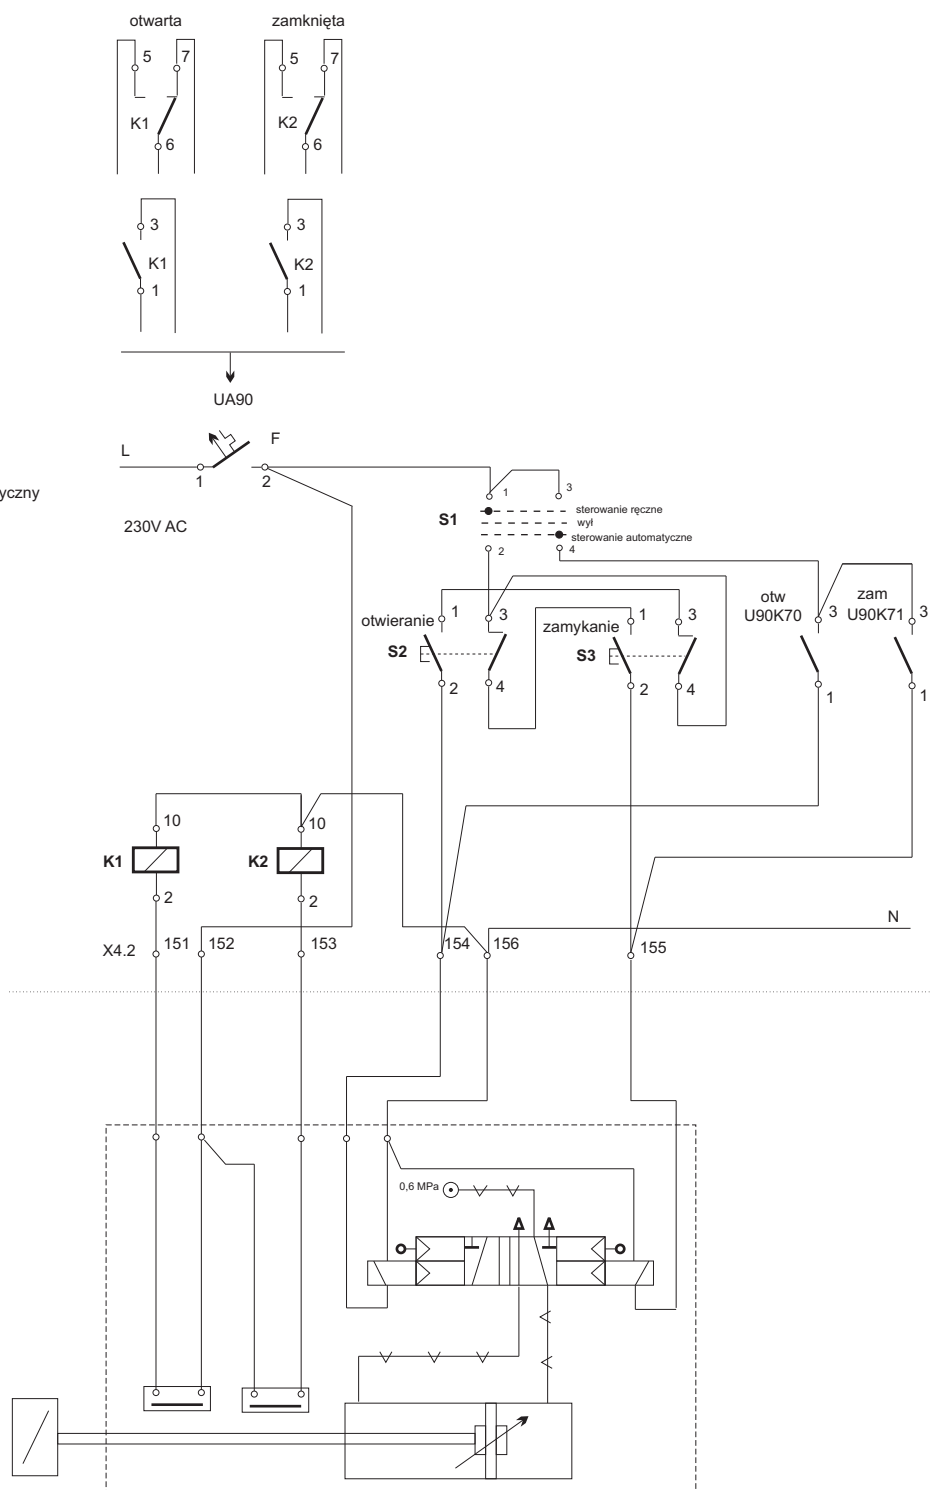 otwarta
zamknięta
5
7
5
7
K1
K2
6
6
3
3
K1
K2
1
1
UA90
L
F
1
2
yczny
230V AC
1
3
S1
sterowanie ręczne
wył
sterowanie automatyczne
2
4
otw
zam
U90K70
3
U90K71
3
otwieranie
1
3
zamykanie
1
3
S2
S3
2
4
2
4
1
1
10
10
K1
K2
2
2
N
X4.2
151
152
153
154
156
155
0,6 MPa